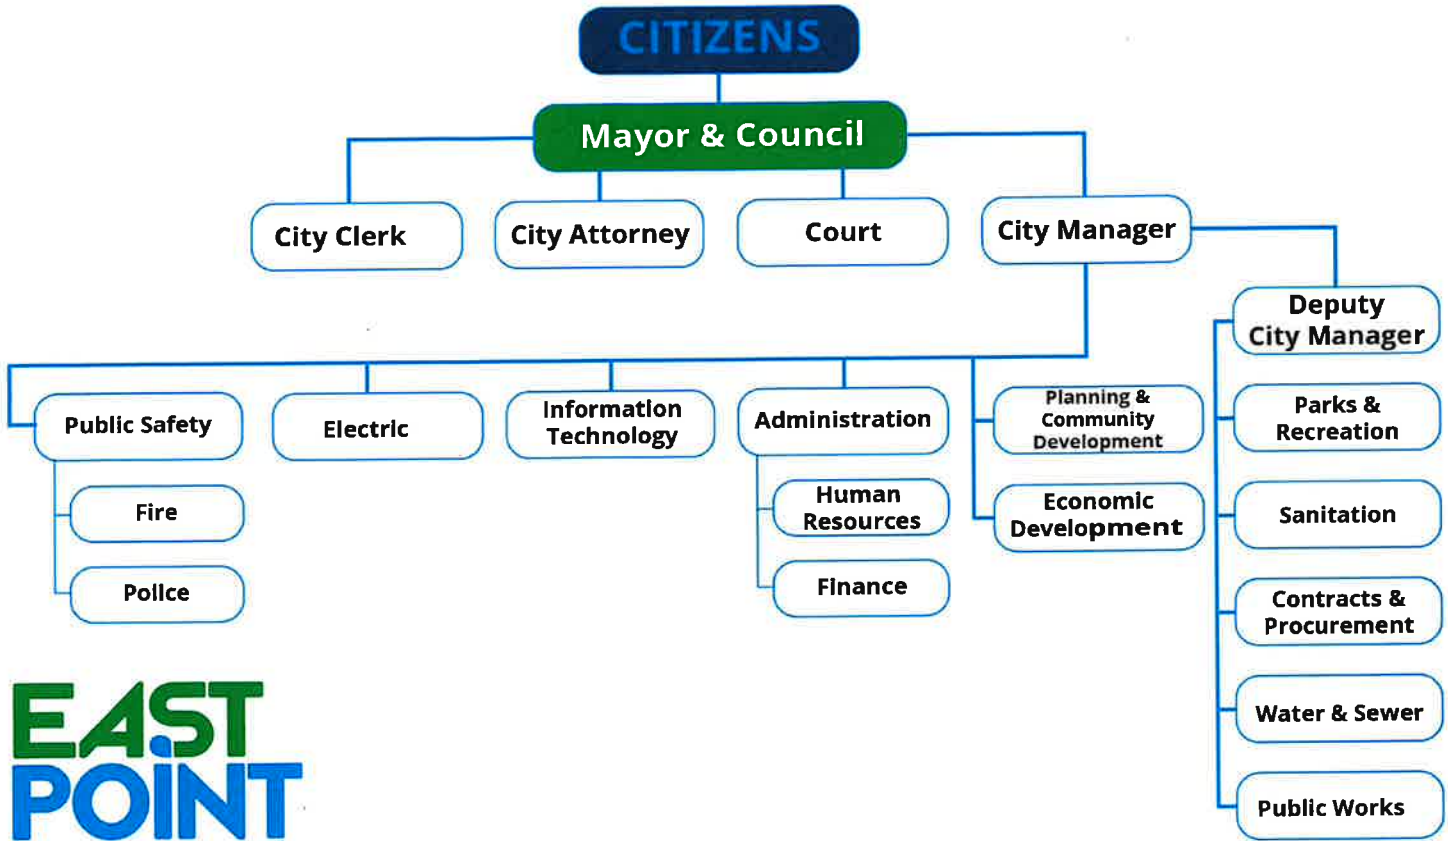 CITIZENS
Mayor & Council
City Clerk
City Attorney
Court
City Manager
Deputy
City Manager
Public Safety
Electric
Information
Technology
Administration
Planning &
Community
Development
Parks &
Recreation
Fire
Human
Resources
Economic
Development
Sanitation
Police
Finance
Contracts &
Procurement
Water & Sewer
Public Works
EAST
POINT